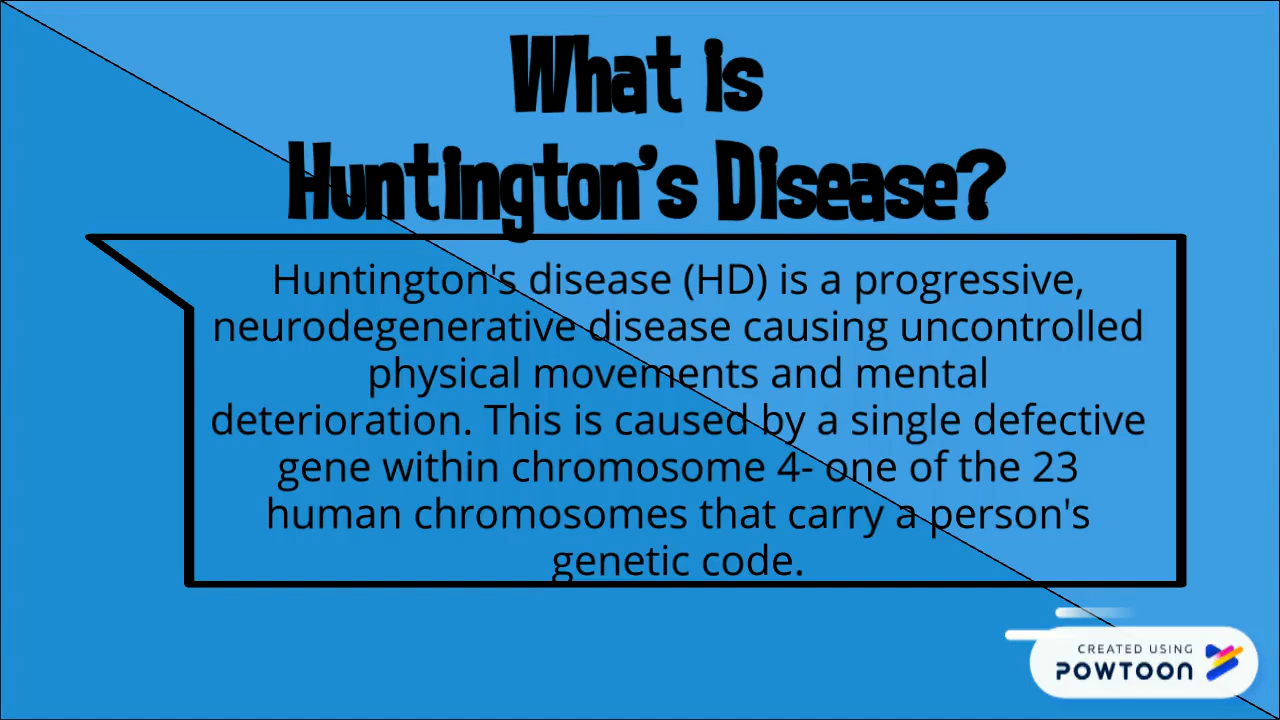 What is
Huntington's Disease?
Huntington's disease (HD) is a progressive,
neurodegenerative disease causing uncontrolled
physical movements and mental
deterioration. This is caused by a single defective
gene within chromosome 4- one of the 23
human chromosomes that carry a person's
genetic code.
CREATED USING
POWTOON